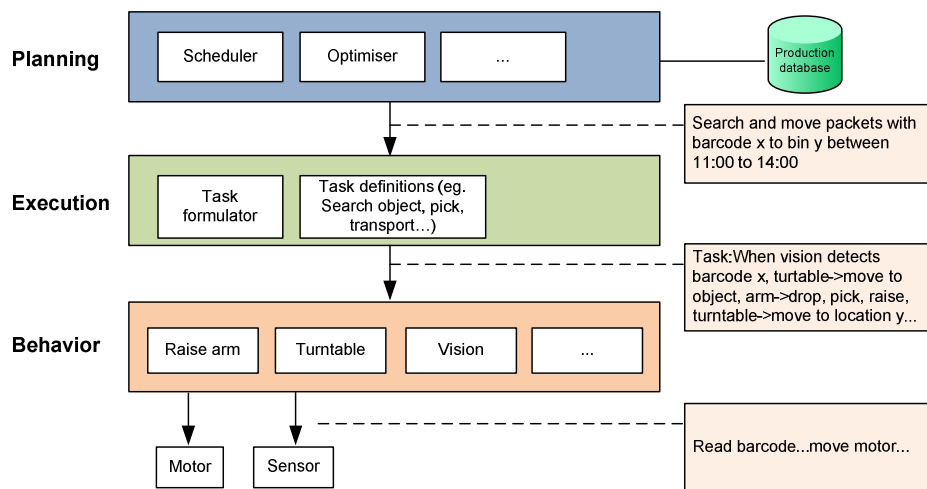 Planning
Scheduler
Optimiser
...
Production
database
Search and move packets with
barcode x to bin y between
11:00 to 14:00
Execution
Task
formulator
Task definitions (eg.
Search object, pick,
transport...)
Task:When vision detects
barcode x, turtable->move to
object, arm->drop, pick, raise,
turntable->move to location y...
Behavior
Raise arm
Turntable
Vision
...
Motor
Sensor
Read barcode...move motor...